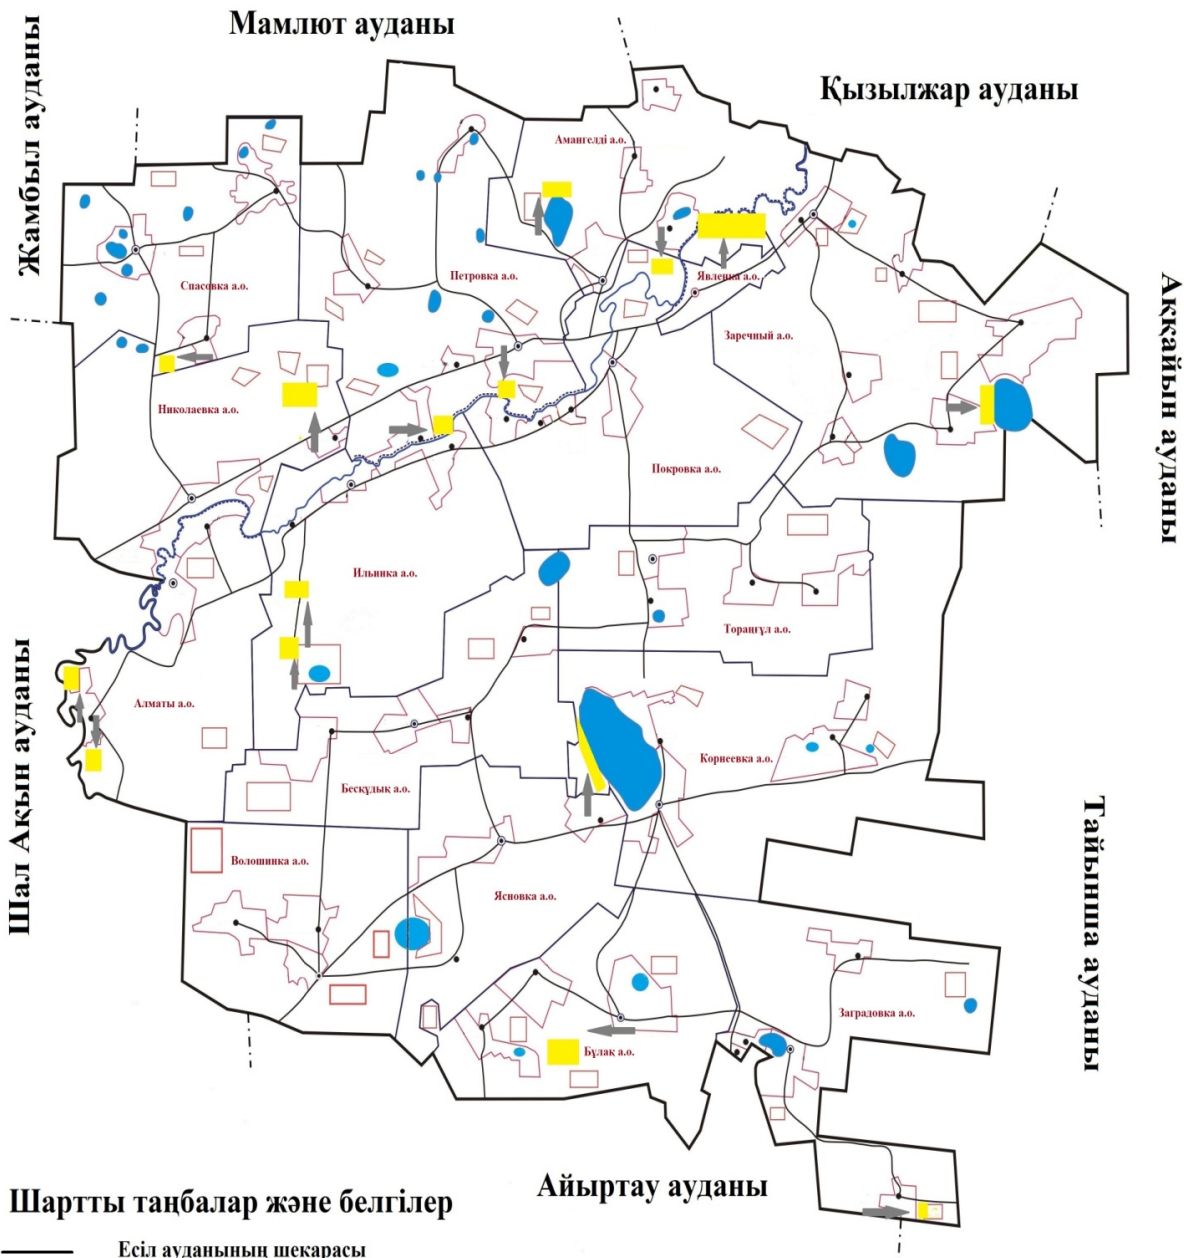 Мамлют ауданы
Қызылжар ауданы
Жамбыл ауданы
Амангелді а.о.
Петровка а.о.
Явленка а.о.
Спасовка а.о.
Заречный а.о.
Аққайың ауданы
Николаевка а.о.
Покровка а.о.
Ильинка а.о.
Тораңғұл а.о.
Шал Ақын ауданы
Алматы а.о.
Корнеевка а.о.
Бесқұдық а.о.
Тайынша ауданы
Волошинка а.о.
Ясновка а.о.
Заградовка а.о.
Бұлақ а.о.
Айыртау ауданы
Шартты таңбалар және белгілер
Есіл ауданының шекарасы